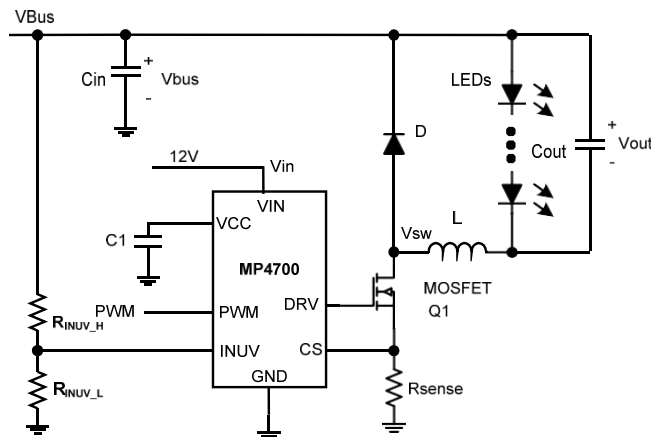 VBus
Cin
+
Vbus
-
LEDs
D
+
Cout
Vout
-
12V
Vin
VIN
VCC
C1
Vsw
L
MP4700
MOSFET
Q1
DRV
PWM
PWM
RINUV_H
INUV
CS
GND
Rsense
RINUV_L